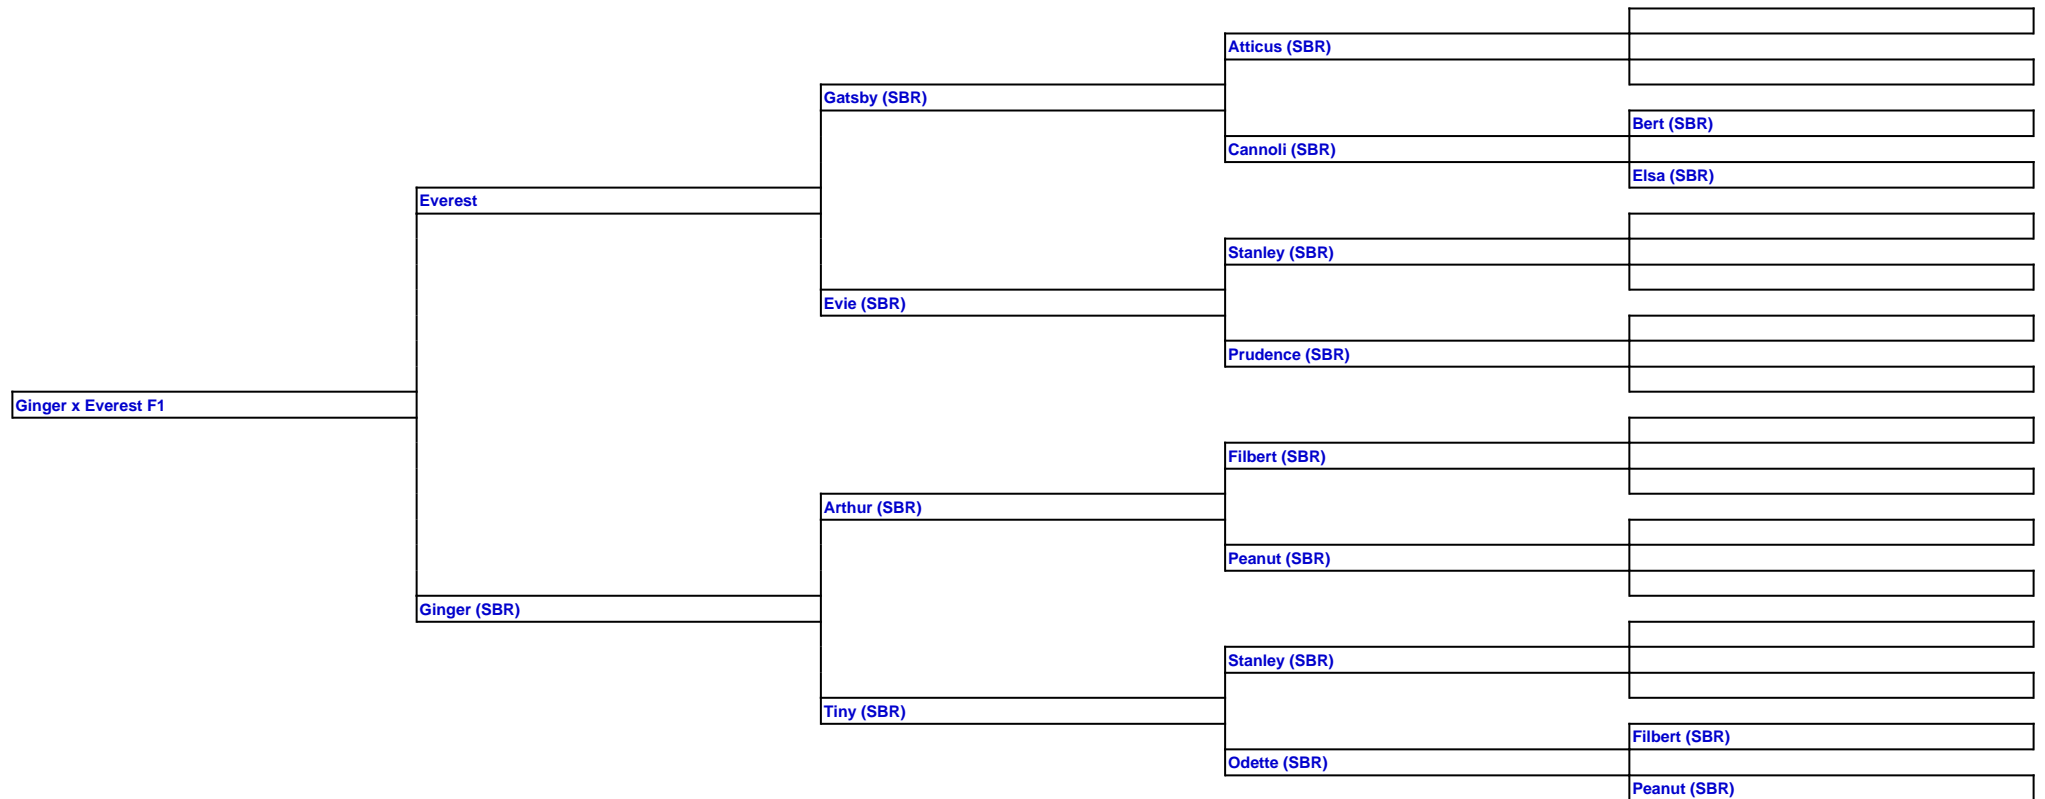 Atticus (SBR)
Gatsby (SBR)
Bert (SBR)
Cannoli (SBR)
Elsa (SBR)
Everest
Stanley (SBR)
Evie (SBR)
Prudence (SBR)
Ginger x Everest F1
Filbert (SBR)
Arthur (SBR)
Peanut (SBR)
Ginger (SBR)
Stanley (SBR)
Tiny (SBR)
Filbert (SBR)
Odette (SBR)
Peanut (SBR)